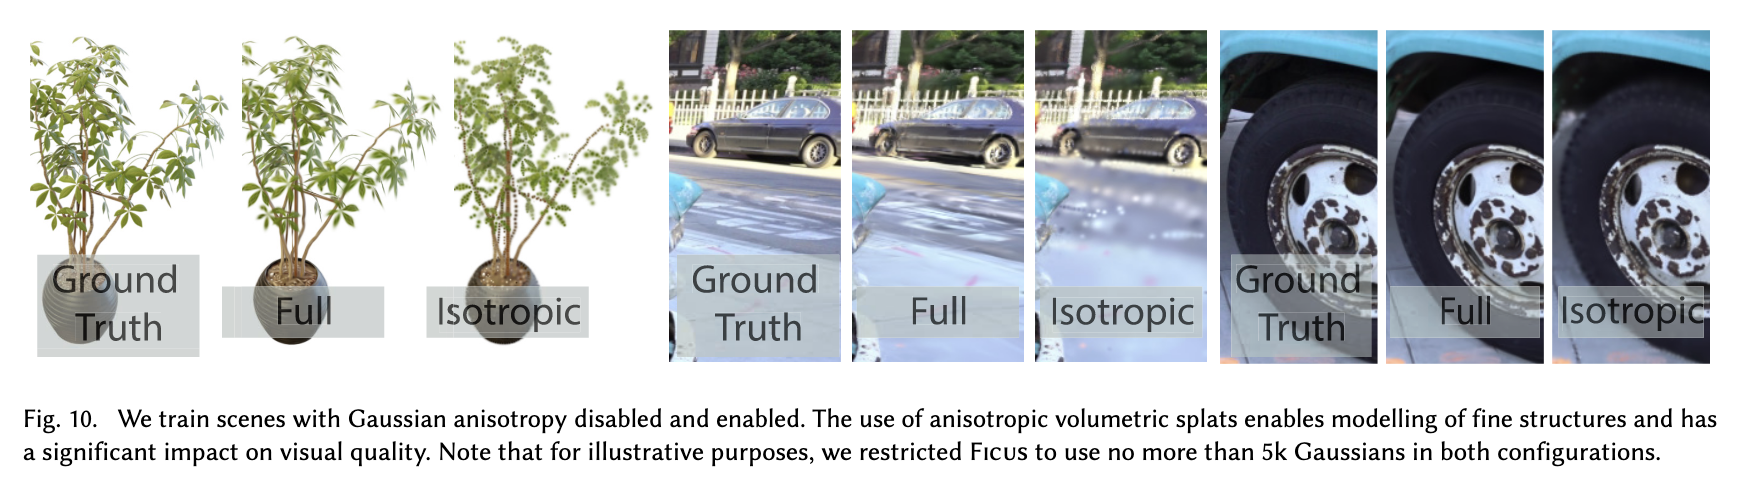 Ground
Truth
Full
Isotropic
Ground
Truth
Full
Isotropic
Ground
Truth
Full
Isotropic
Fig. 10. We train scenes with Gaussian anisotropy disabled and enabled. The use of anisotropic volumetric splats enables modelling of fine structures and has
a significant impact on visual quality. Note that for illustrative purposes, we restricted Ficus to use no more than 5k Gaussians in both configurations.